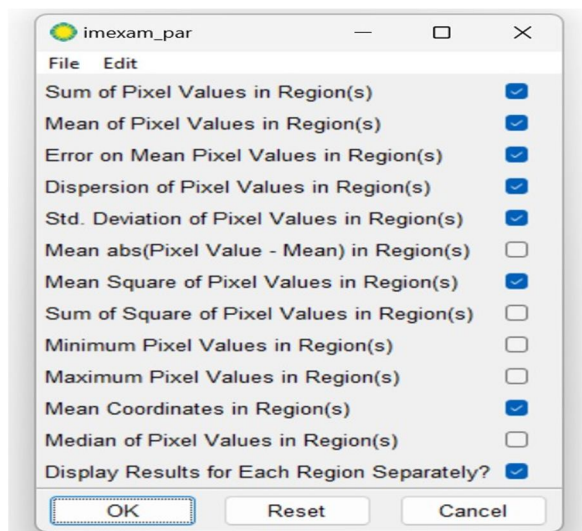 imexam_par
File Edit
Sum of Pixel Values in Region(s)
Mean of Pixel Values in Region(s)
Error on Mean Pixel Values in Region(s)
Dispersion of Pixel Values in Region(s)
Std. Deviation of Pixel Values in Region(s)
Mean abs(Pixel Value - Mean) in Region(s)
Mean Square of Pixel Values in Region(s)
Sum of Square of Pixel Values in Region(s)
Minimum Pixel Values in Region(s)
Maximum Pixel Values in Region(s)
Mean Coordinates in Region(s)
Median of Pixel Values in Region(s)
Display Results for Each Region Separately?
OK Reset Cancel